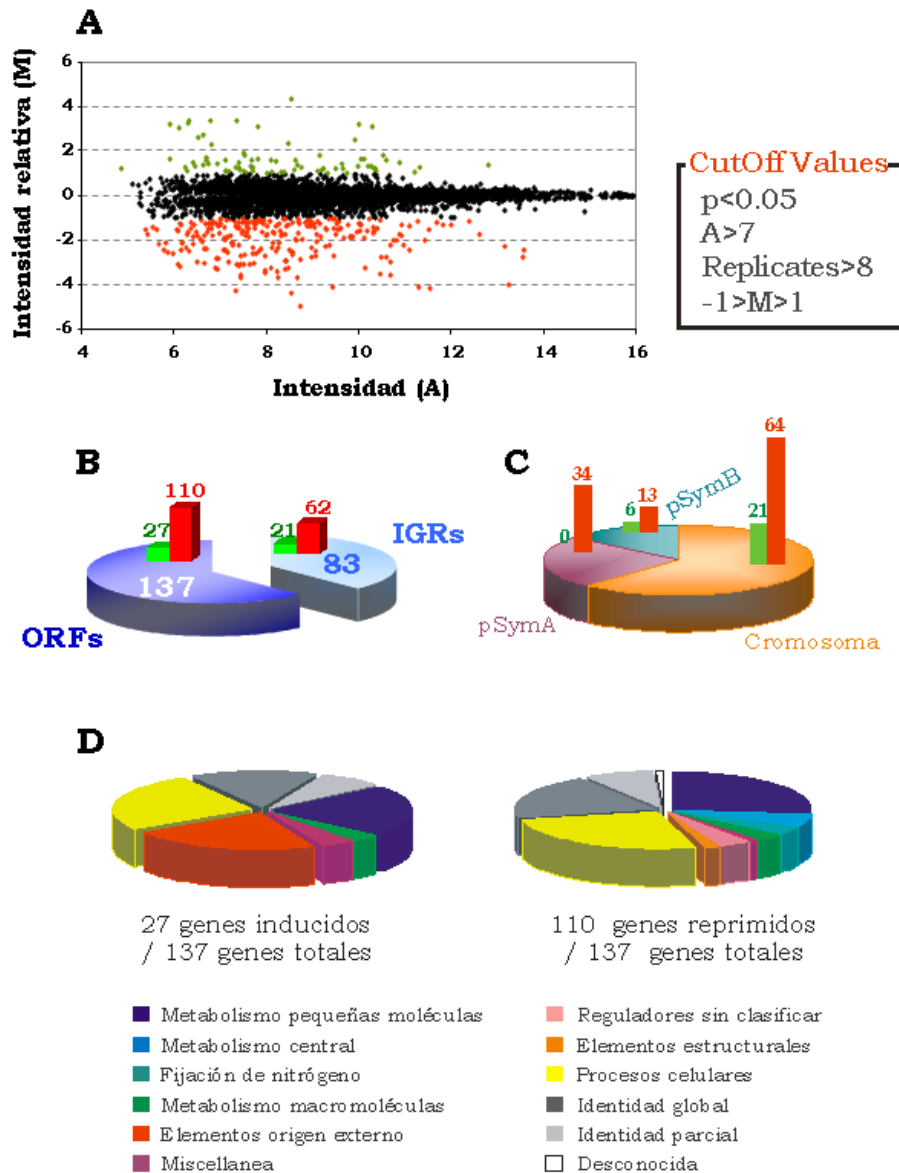 A
Intensidad relativa (M)
6
4
2
0
-2
-4
-6
4
6
8
10
12
14
16
Intensidad (A)
CutOff Values
p<0.05
A>7
Replicates>8
-1>M>1
B
27
110
137
ORFs
21
62
83
IGRs
C
0
34
6
13
pSymB
21
64
pSymA
Cromosoma
D
27 genes inducidos
/ 137 genes totales
110 genes reprimidos
/ 137 genes totales
Metabolismo pequeñas moléculas
Metabolismo central
Fijación de nitrógeno
Metabolismo macromoléculas
Elementos origen externo
Miscellanea
Reguladores sin clasificar
Elementos estructurales
Procesos celulares
Identidad global
Identidad parcial
Desconocida